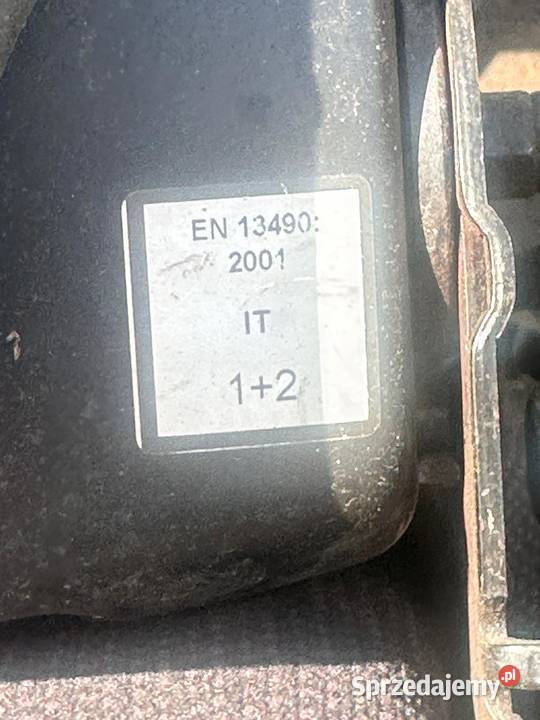 EN 13490:
2001
IT
1+2
Sprzedajemy.pl